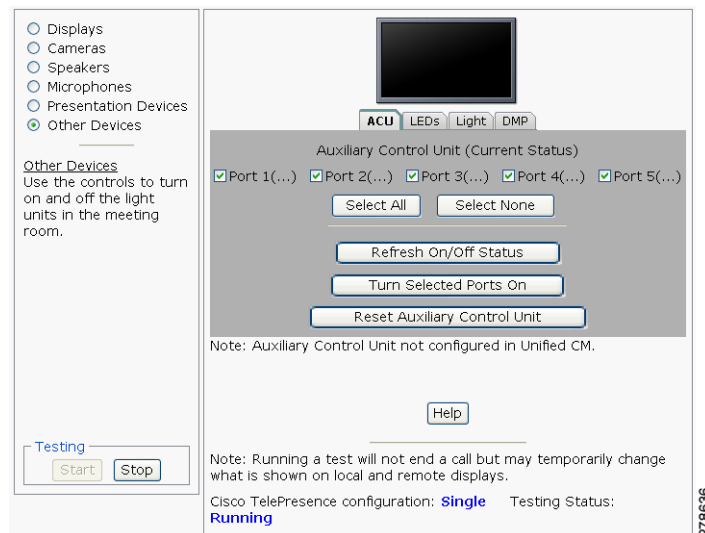 Displays
Cameras
Speakers
Microphones
Presentation Devices
Other Devices
Other Devices
Use the controls to turn
on and off the light
units in the meeting
room.
Testing
Start Stop
ACU LEDs Light DMP
Auxiliary Control Unit (Current Status)
Port 1(...) Port 2(...) Port 3(...) Port 4(...) Port 5(...)
Select All Select None
Refresh On/Off Status
Turn Selected Ports On
Reset Auxiliary Control Unit
Note: Auxiliary Control Unit not configured in Unified CM.
Help
Note: Running a test will not end a call but may temporarily change
what is shown on local and remote displays.
Cisco TelePresence configuration: Single Testing Status:
Running